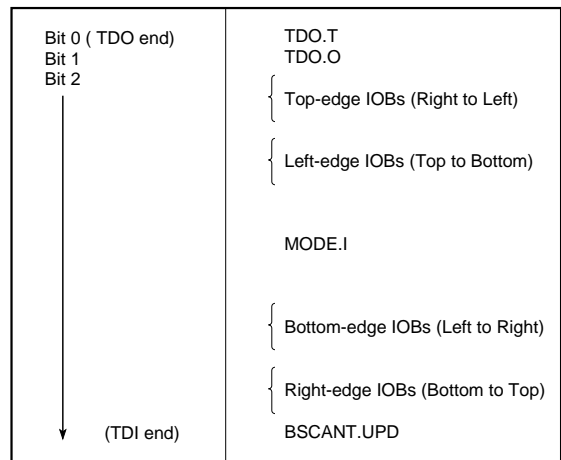 Bit 0 ( TDO end)
Bit 1
Bit 2
(TDI end)
TDO.T
TDO.O
Top-edge IOBs (Right to Left)
Left-edge IOBs (Top to Bottom)
MODE.I
Bottom-edge IOBs (Left to Right)
Right-edge IOBs (Bottom to Top)
BSCANT.UPD